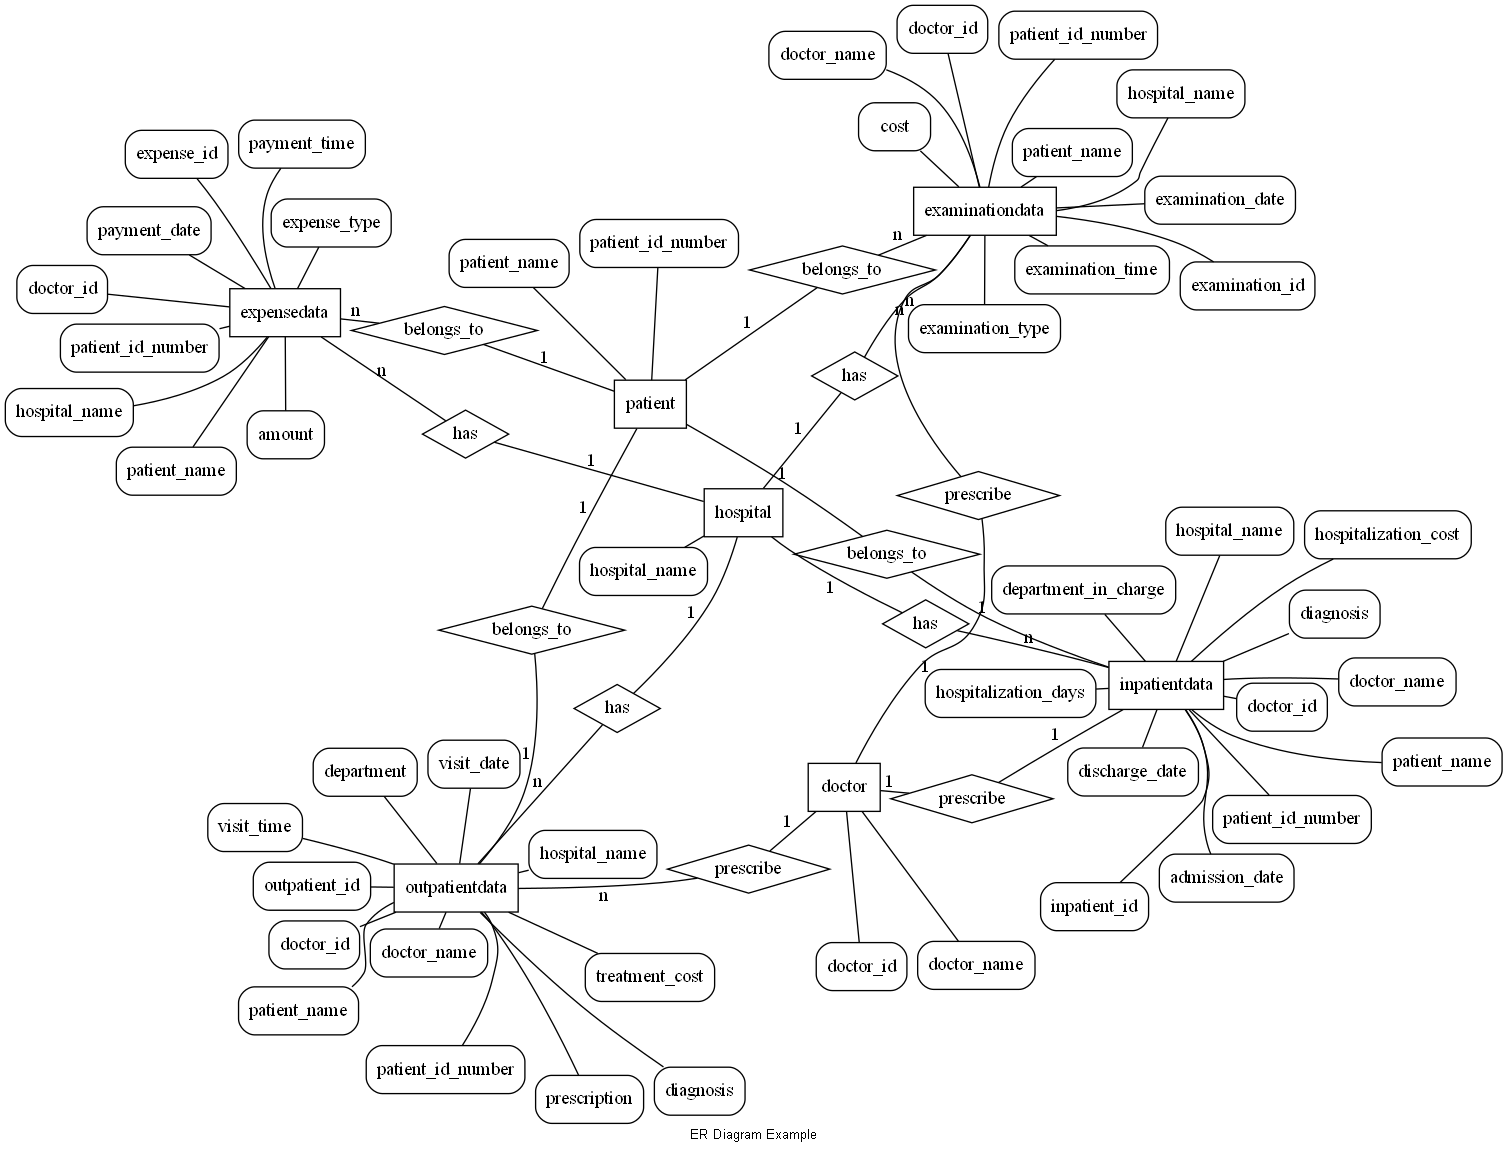 doctor_id
patient_id_number
doctor_name
hospital_name
cost
payment_time
expense_id
patient_name
examination_date
examinationdata
expense_type
payment_date
patient_id_number
n
patient_name
belongs_to
examination_time
examination_id
doctor_id
n
n
expensedata
n
belongs_to
1
examination_type
patient_id_number
1
n
has
patient
hospital_name
1
amount
has
1
patient_name
1
prescribe
1
hospital
hospital_name
hospitalization_cost
belongs_to
hospital_name
1
department_in_charge
1
1
diagnosis
has
belongs_to
n
1
doctor_name
inpatientdata
hospitalization_days
doctor_id
has
1
1
patient_name
visit_date
department
discharge_date
n
1
doctor
prescribe
patient_id_number
1
visit_time
hospital_name
prescribe
admission_date
outpatient_id
outpatientdata
n
inpatient_id
doctor_id
doctor_name
doctor_id
doctor_name
treatment_cost
patient_name
patient_id_number
diagnosis
prescription
ER Diagram Example